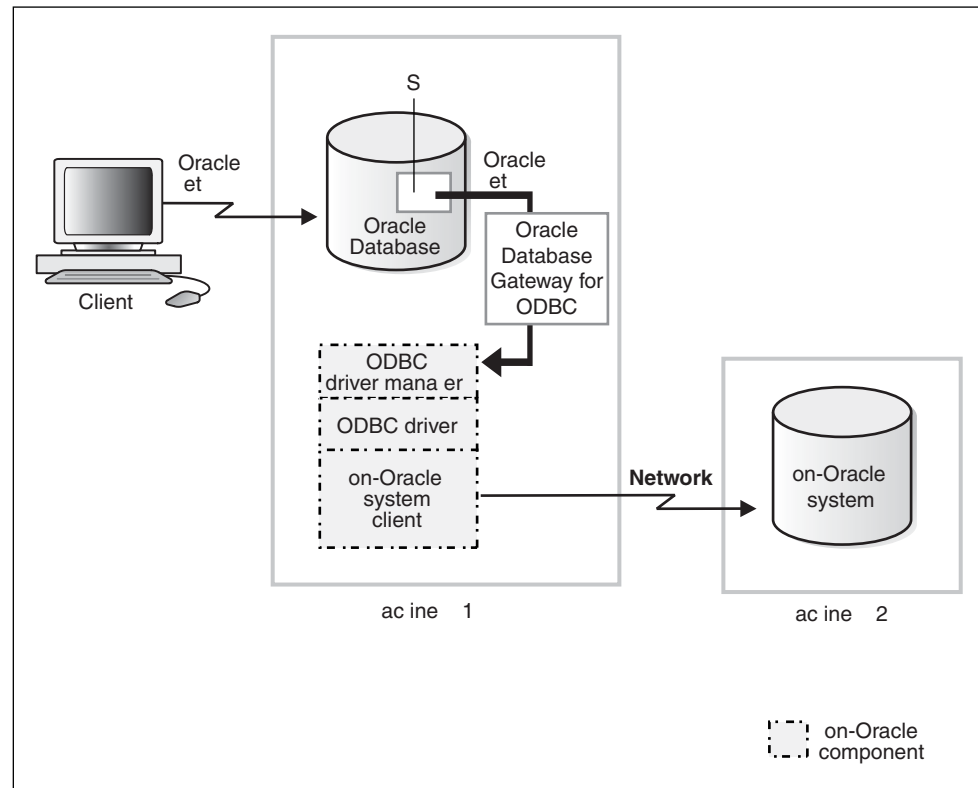 S
Oracle
et
Oracle
et
Oracle
Database
Oracle
Database
Gateway for
ODBC
Client
ODBC
driver mana er
ODBC driver
on-Oracle
system
client
Network
on-Oracle
system
ac ine 1
ac ine 2
on-Oracle
component